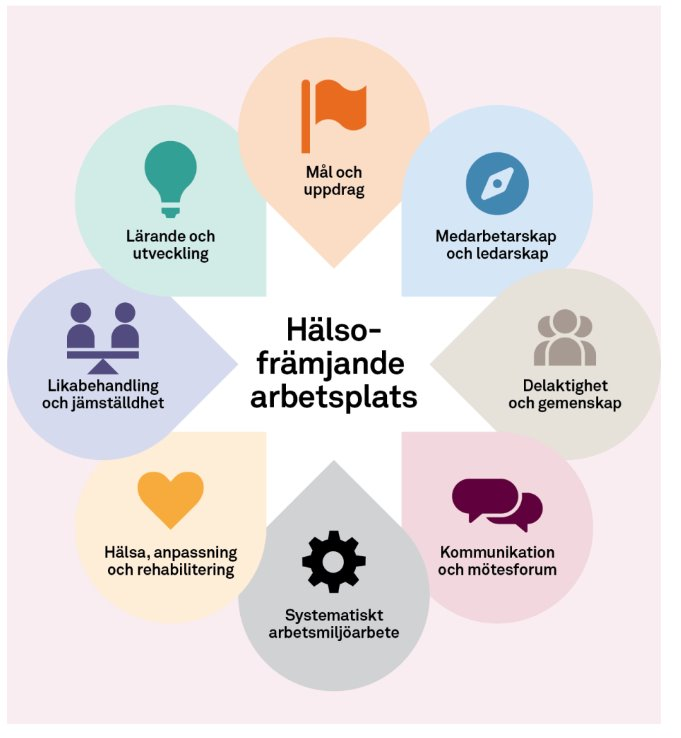 Mål och
uppdrag
Medarbetarskap
och ledarskap
Delaktighet
och gemenskap
Kommunikation
och mötesforum
Systematiskt
arbetsmiljöarbete
Hälsa, anpassning
och rehabilitering
Likabehandling
och jämställdhet
Lärande och
utveckling
Hälso-
främjande
arbetsplats